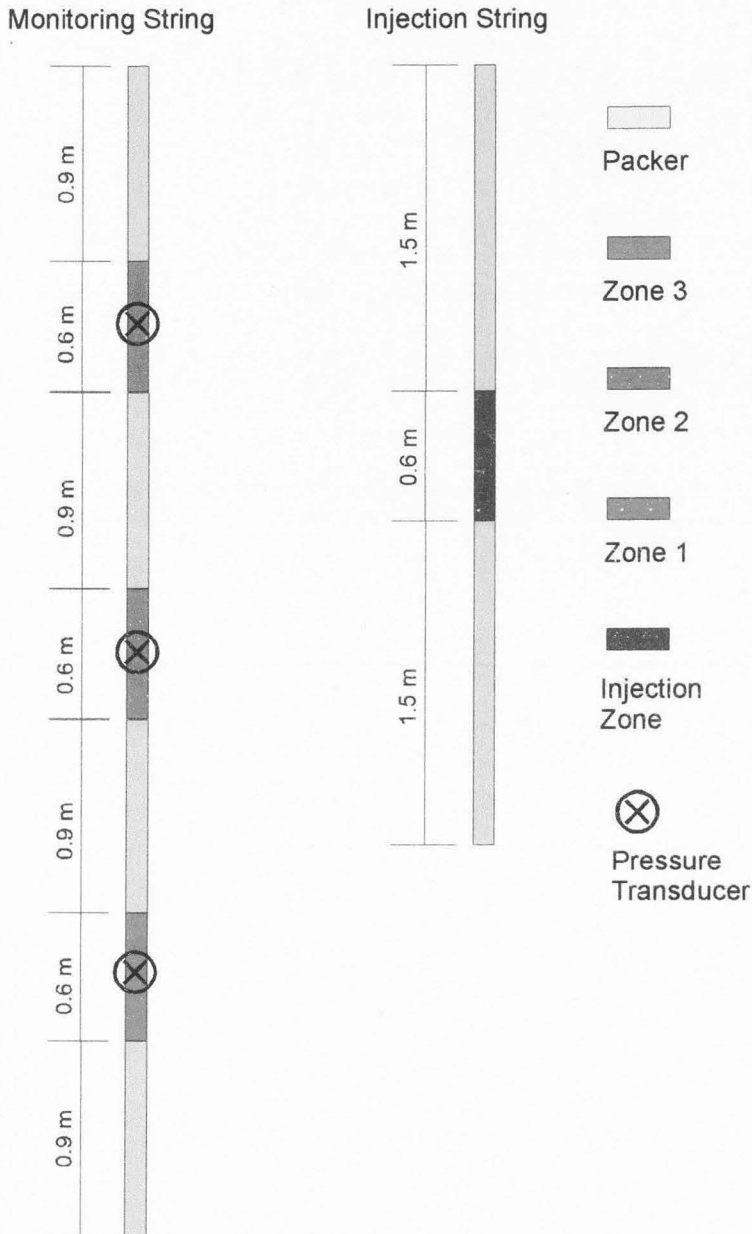 Monitoring String
Injection String
0.9 m
0.6 m
0.9 m
0.6 m
0.9 m
0.6 m
0.9 m
1.5 m
0.6 m
1.5 m
Packer
Zone 3
Zone 2
Zone 1
Injection
Zone
Pressure
Transducer